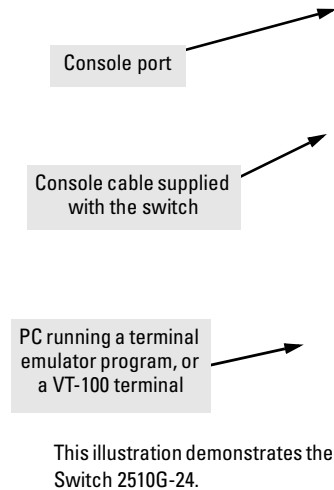 Console port
Console cable supplied
with the switch
PC running a terminal
emulator program, or
a VT-100 terminal
This illustration demonstrates the
Switch 2510G-24.